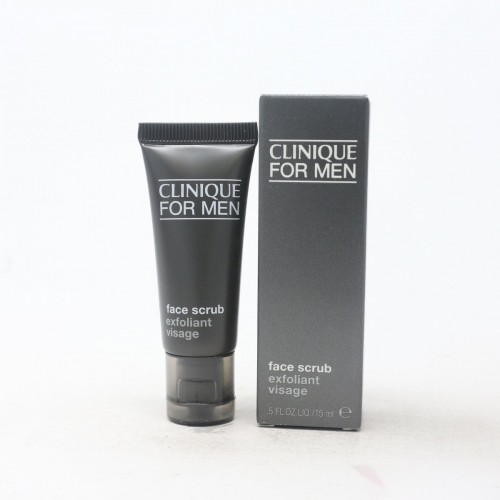 CLINIQUE
FOR MEN
face scrub
exfoliant
visage
CLINIQUE
FOR MEN
face scrub
exfoliant
visage
.5 FL.OZ.LIQ./15 ml ℮